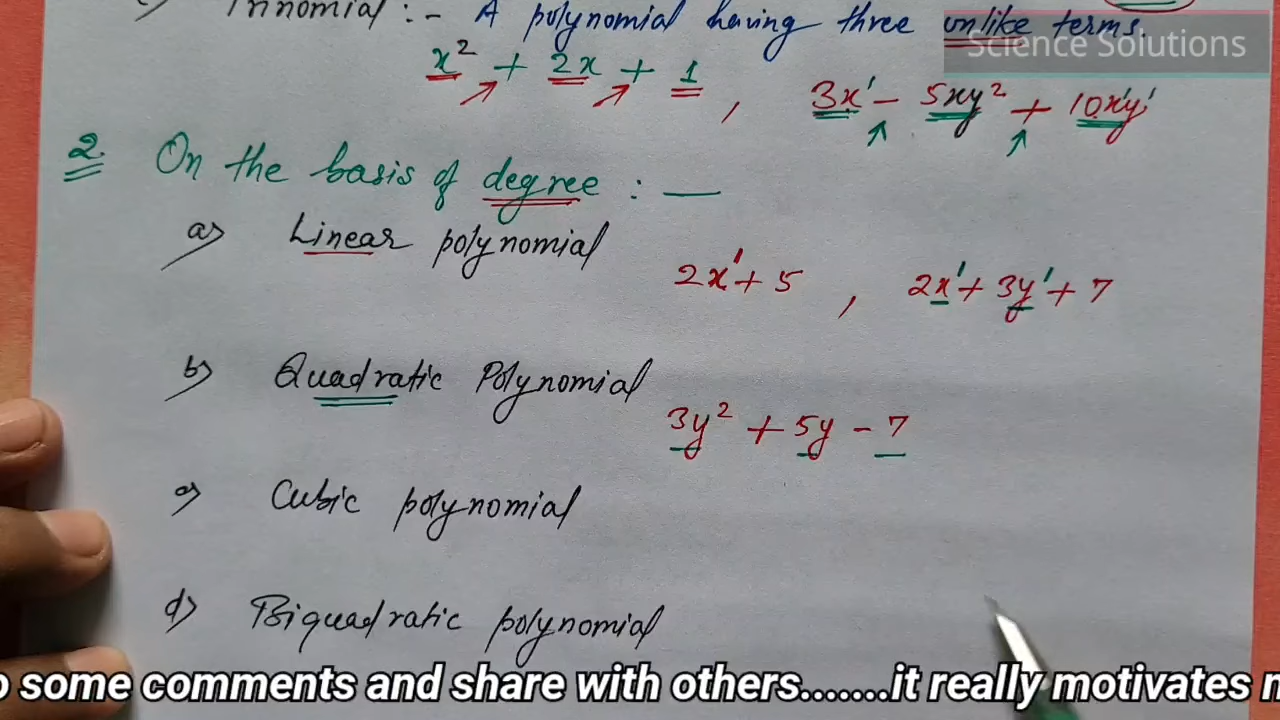 Trinomial :- A polynomial having three unlike terms.
Science Solutions
x² + 2x + 1 , 3x¹ - 5xy² + 10x¹y¹
2. On the basis of degree : —
a) Linear polynomial
2x¹ + 5 , 2x¹ + 3y¹ + 7
b) Quadratic Polynomial
3y² + 5y - 7
c) Cubic polynomial
d) Biquadratic polynomial
some comments and share with others.......it really motivates